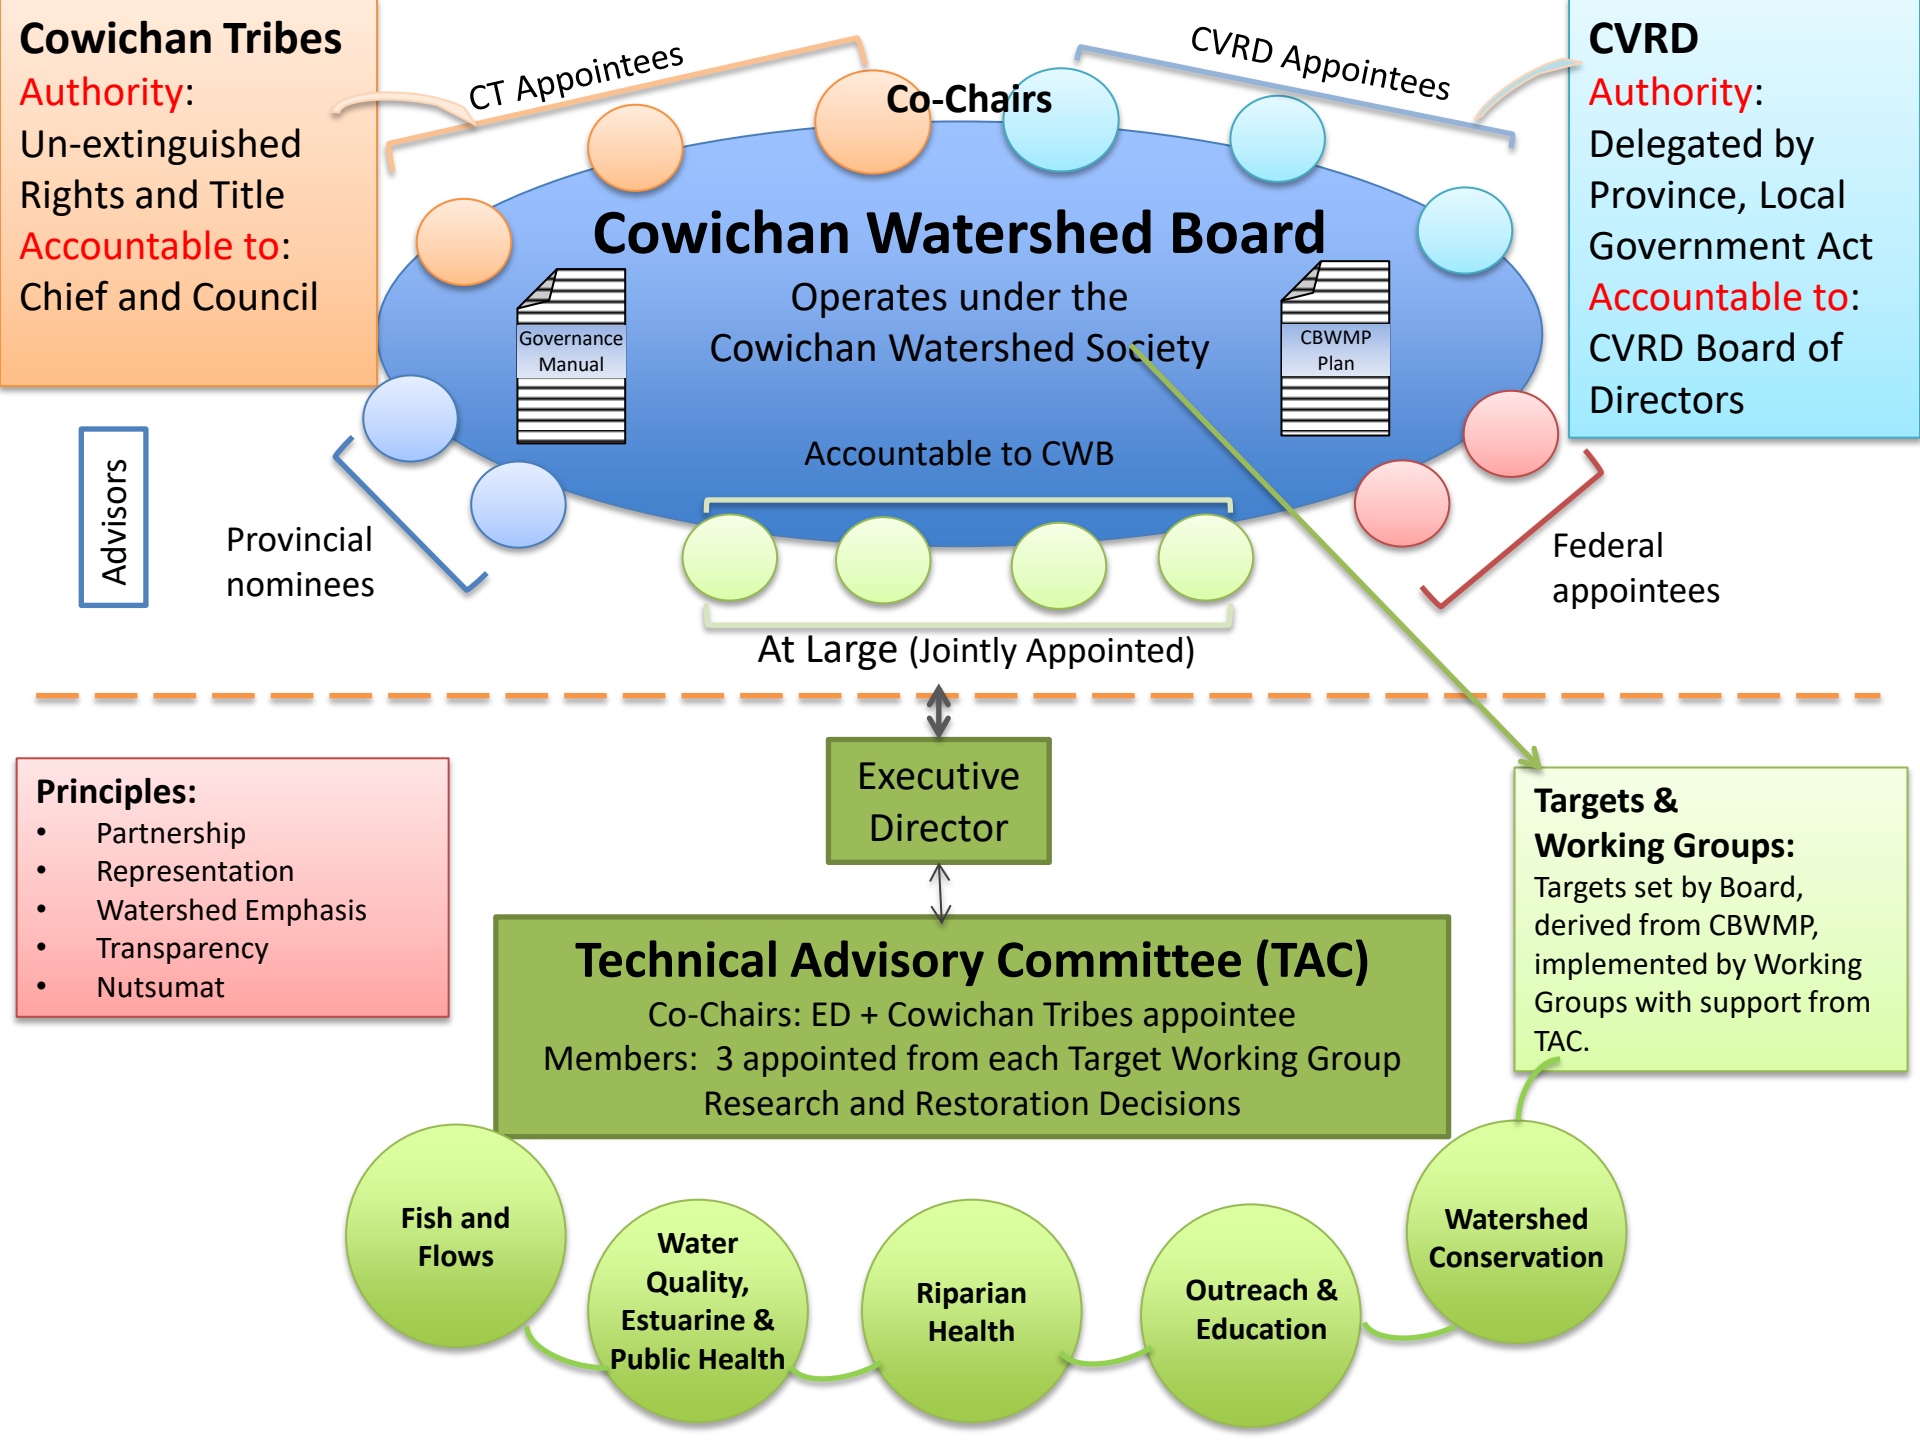 Cowichan Tribes
Authority:
Un-extinguished
Rights and Title
Accountable to:
Chief and Council
CT Appointees
Co-Chairs
CVRD Appointees
CVRD
Authority:
Delegated by
Province, Local
Government Act
Accountable to:
CVRD Board of
Directors
Cowichan Watershed Board
Operates under the
Cowichan Watershed Society
Governance
Manual
CBWMP
Plan
Accountable to CWB
Advisors
Provincial
nominees
Federal
appointees
At Large (Jointly Appointed)
Executive
Director
Principles:
• Partnership
• Representation
• Watershed Emphasis
• Transparency
• Nutsumat
Targets &
Working Groups:
Targets set by Board,
derived from CBWMP,
implemented by Working
Groups with support from
TAC.
Technical Advisory Committee (TAC)
Co-Chairs: ED + Cowichan Tribes appointee
Members: 3 appointed from each Target Working Group
Research and Restoration Decisions
Fish and
Flows
Water
Quality,
Estuarine &
Public Health
Riparian
Health
Outreach &
Education
Watershed
Conservation